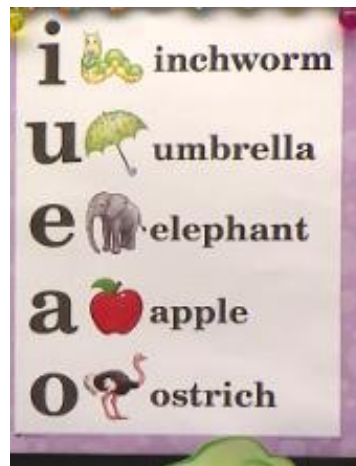 i inchworm
u umbrella
e elephant
a apple
o ostrich